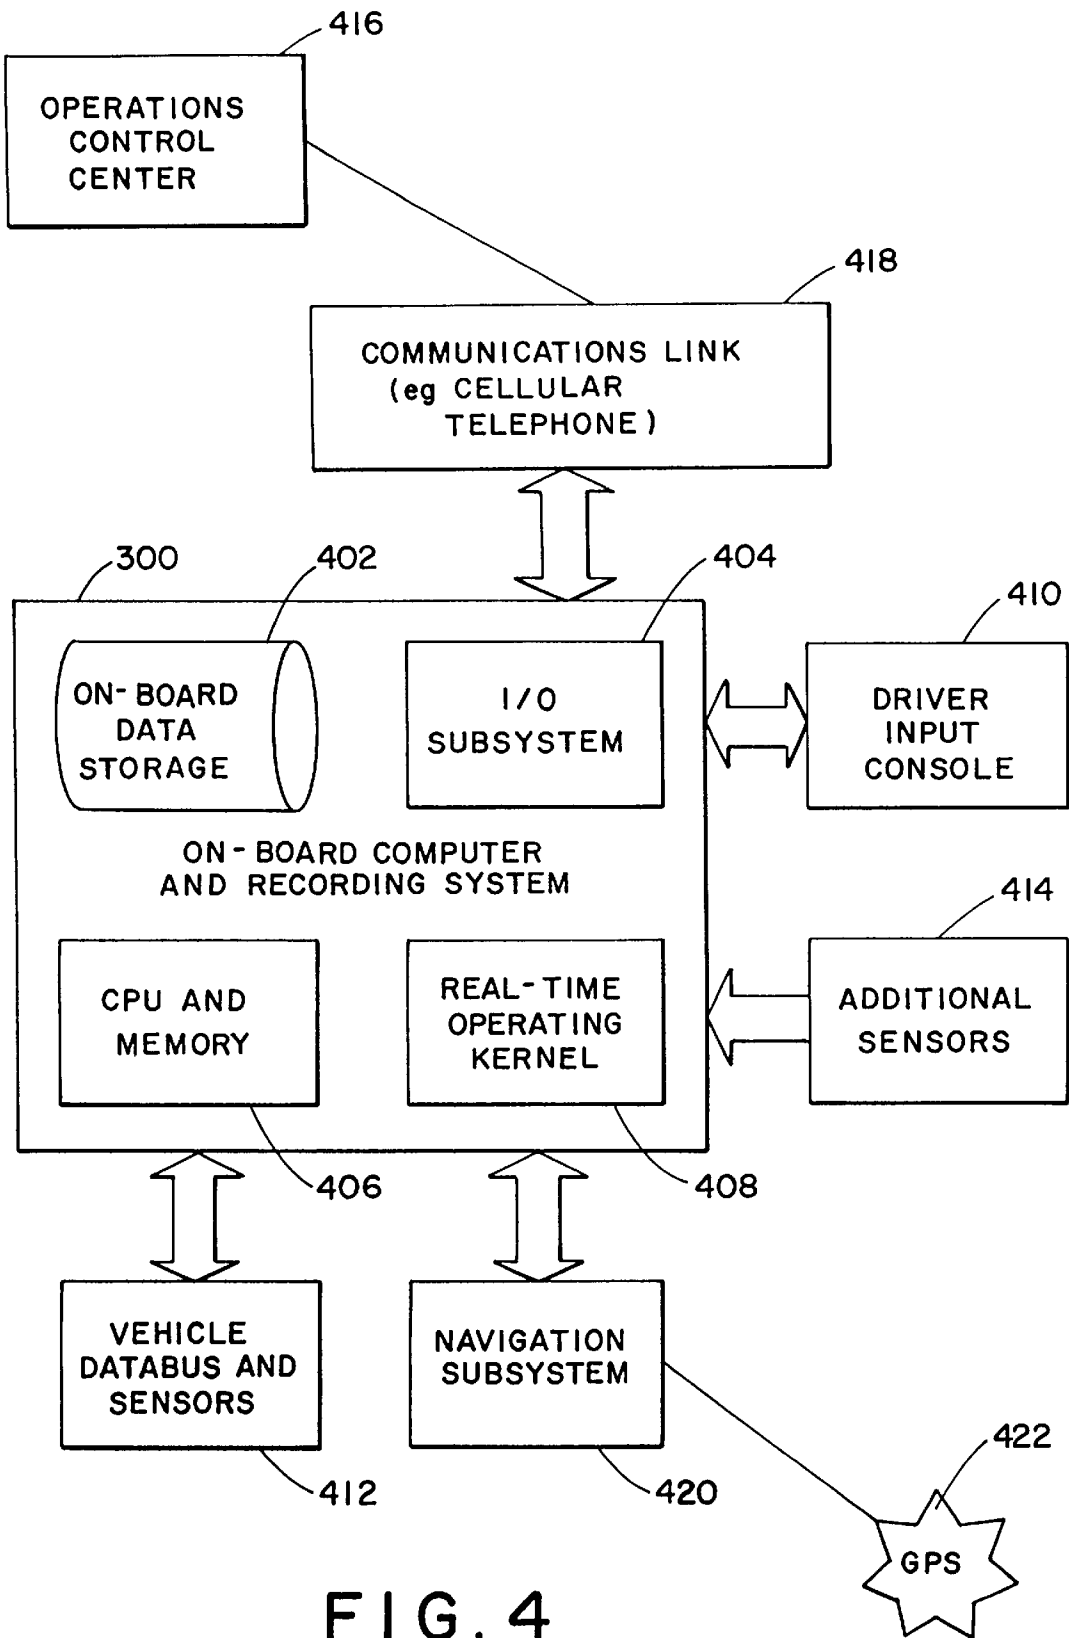 416
OPERATIONS
CONTROL
CENTER
418
COMMUNICATIONS LINK
(eg CELLULAR
TELEPHONE)
300
402
404
410
ON-BOARD
DATA
STORAGE
I/O
SUBSYSTEM
DRIVER
INPUT
CONSOLE
ON-BOARD COMPUTER
AND RECORDING SYSTEM
414
CPU AND
MEMORY
REAL-TIME
OPERATING
KERNEL
ADDITIONAL
SENSORS
406
408
VEHICLE
DATABUS AND
SENSORS
NAVIGATION
SUBSYSTEM
412
420
422
GPS
FIG. 4